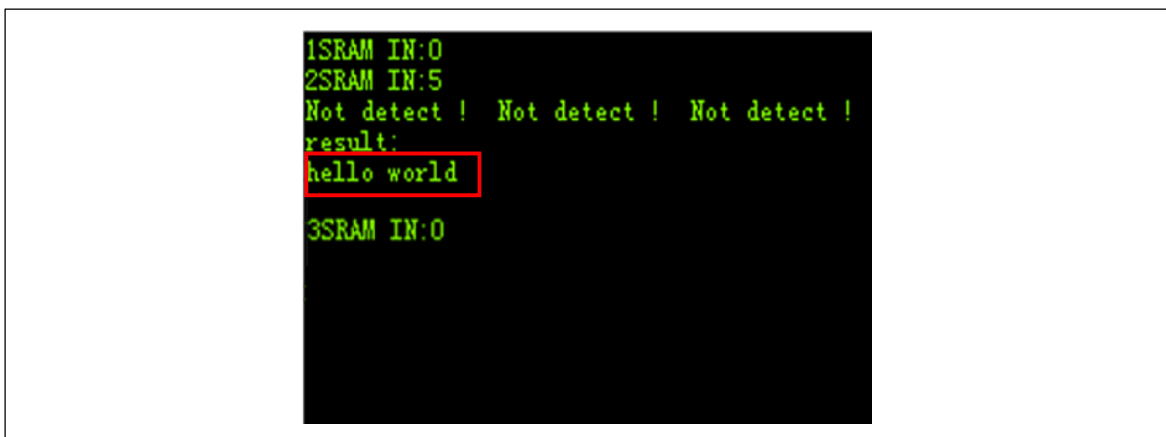 1SRAM IN:0
2SRAM IN:5
Not detect !  Not detect !  Not detect !
result:
hello world
3SRAM IN:0